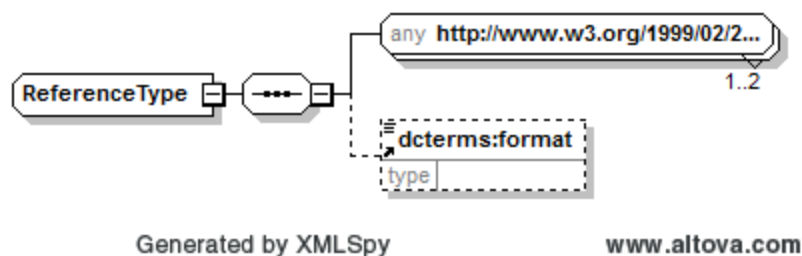 any http://www.w3.org/1999/02/2...
1..2
ReferenceType
dcterms:format
type
Generated by XMLSpy
www.altova.com